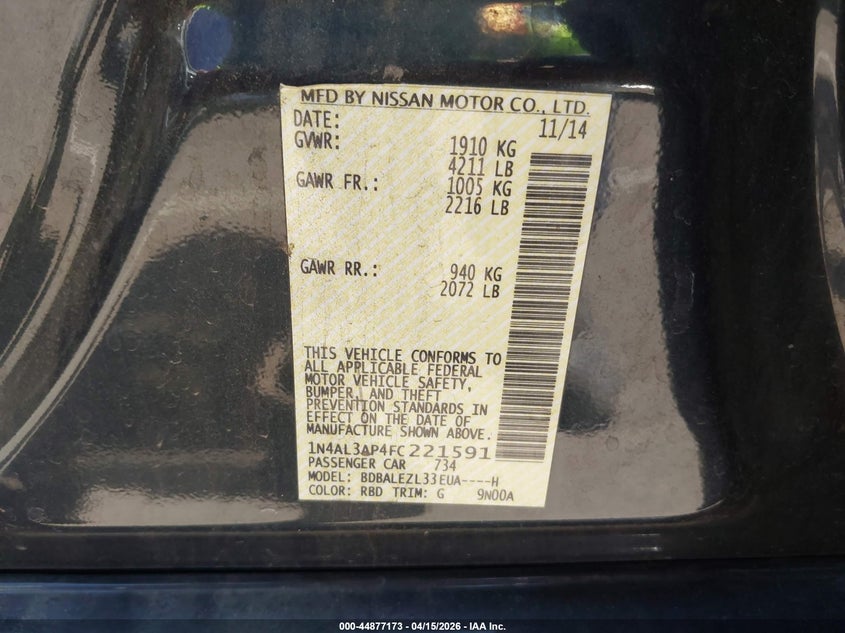 MFD BY NISSAN MOTOR CO., LTD.
DATE: 11/14
GVWR: 1910 KG
4211 LB
GAWR FR.: 1005 KG
2216 LB
GAWR RR.: 940 KG
2072 LB
THIS VEHICLE CONFORMS TO
ALL APPLICABLE FEDERAL
MOTOR VEHICLE SAFETY,
BUMPER, AND THEFT
PREVENTION STANDARDS IN
EFFECT ON THE DATE OF
MANUFACTURE SHOWN ABOVE.
1N4AL3AP4FC221591
PASSENGER CAR 734
MODEL: BDBALEZL33EUA----H
COLOR: RBD TRIM: G 9N00A
000-44877173 - 04/15/2026 - IAA Inc.